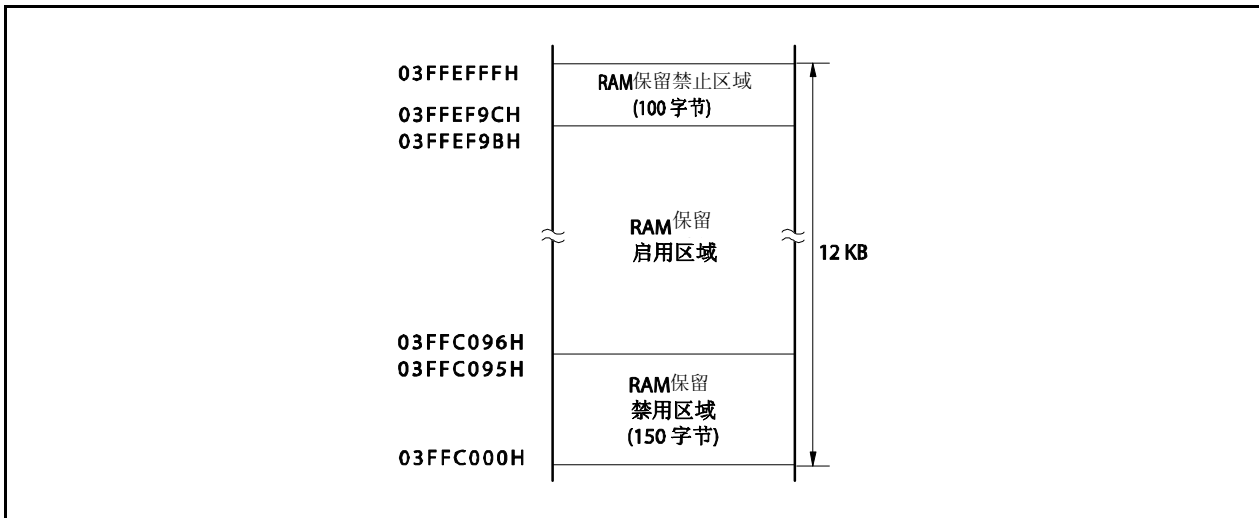 03FFEFFFH
RAM保留禁止区域
(100 字节)
03FFEF9CH
03FFEF9BH
RAM保留
启用区域
12 KB
03FFC096H
03FFC095H
RAM保留
禁用区域
(150 字节)
03FFC000H